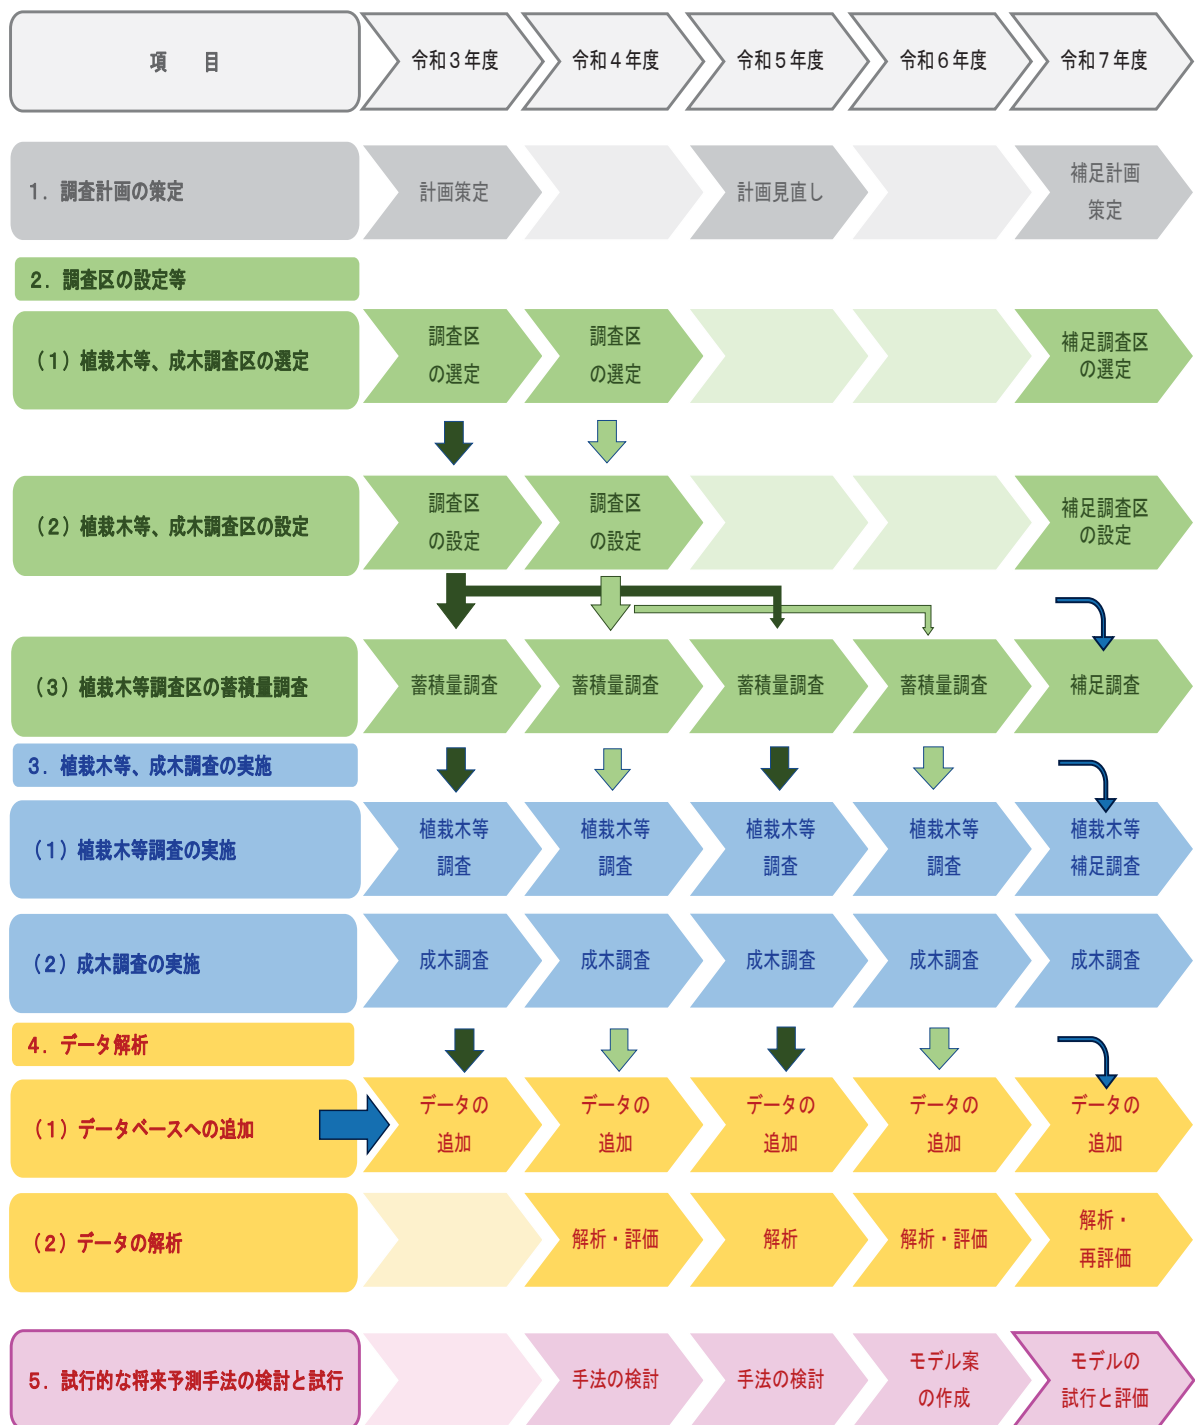 項　目
令和３年度
令和４年度
令和５年度
令和６年度
令和７年度
１．調査計画の策定
計画策定
計画見直し
補足計画
策定
２．調査区の設定等
（１）植栽木等、成木調査区の選定
調査区
の選定
調査区
の選定
補足調査区
の選定
（２）植栽木等、成木調査区の設定
調査区
の設定
調査区
の設定
補足調査区
の設定
（３）植栽木等調査区の蓄積量調査
蓄積量調査
蓄積量調査
蓄積量調査
蓄積量調査
補足調査
３．植栽木等、成木調査の実施
（１）植栽木等調査の実施
植栽木等
調査
植栽木等
調査
植栽木等
調査
植栽木等
調査
植栽木等
補足調査
（２）成木調査の実施
成木調査
成木調査
成木調査
成木調査
成木調査
４．データ解析
（１）データベースへの追加
データの
追加
データの
追加
データの
追加
データの
追加
データの
追加
（２）データの解析
解析・評価
解析
解析・評価
解析・
再評価
５．試行的な将来予測手法の検討と試行
手法の検討
手法の検討
モデル案
の作成
モデルの
試行と評価